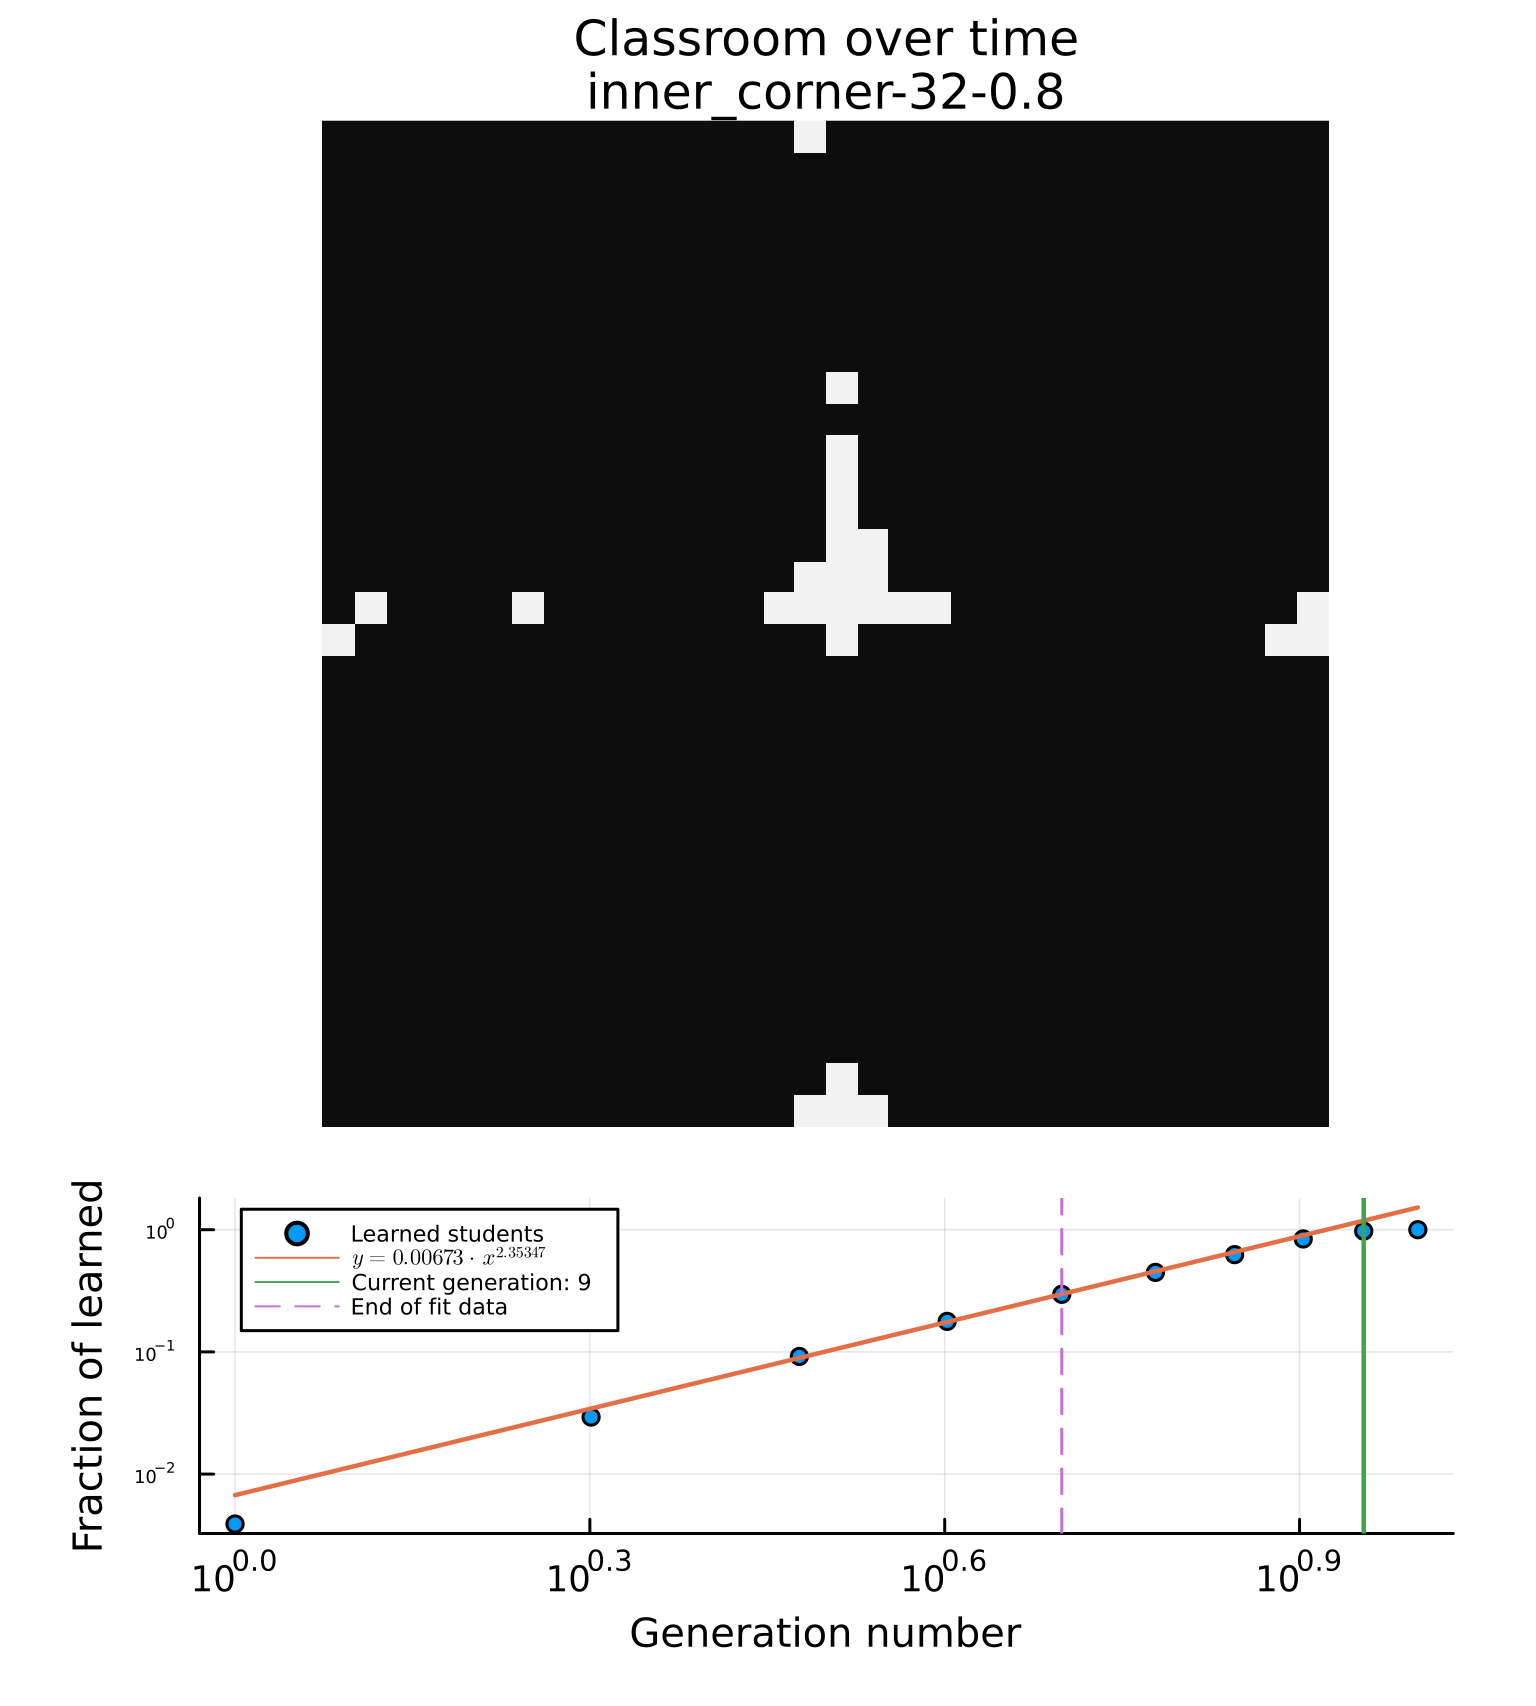 Classroom over time
inner_corner-32-0.8
Fraction of learned
10^0
10^-1
10^-2
Learned students
y = 0.00673 · x^2.35347
Current generation: 9
End of fit data
10^0.0 10^0.3 10^0.6 10^0.9
Generation number